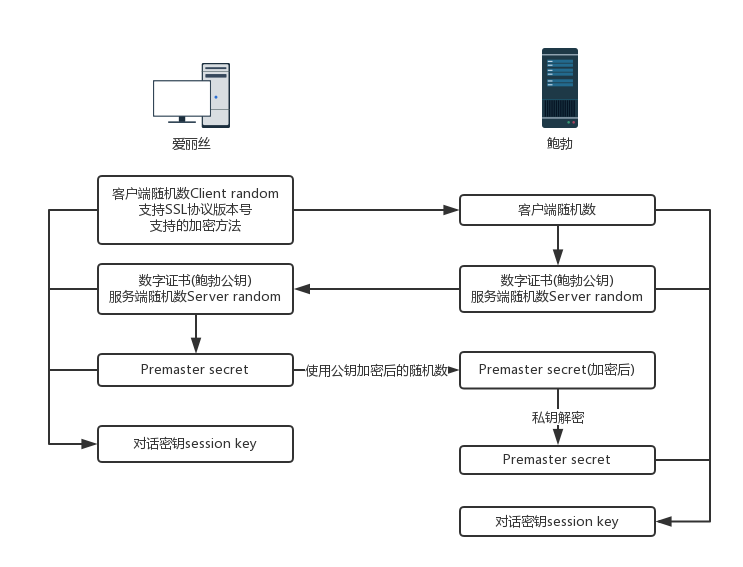 爱丽丝
鲍勃
客户端随机数Client random
支持SSL协议版本号
支持的加密方法
客户端随机数
数字证书(鲍勃公钥)
服务端随机数Server random
数字证书(鲍勃公钥)
服务端随机数Server random
Premaster secret
使用公钥加密后的随机数
Premaster secret(加密后)
私钥解密
对话密钥session key
Premaster secret
对话密钥session key